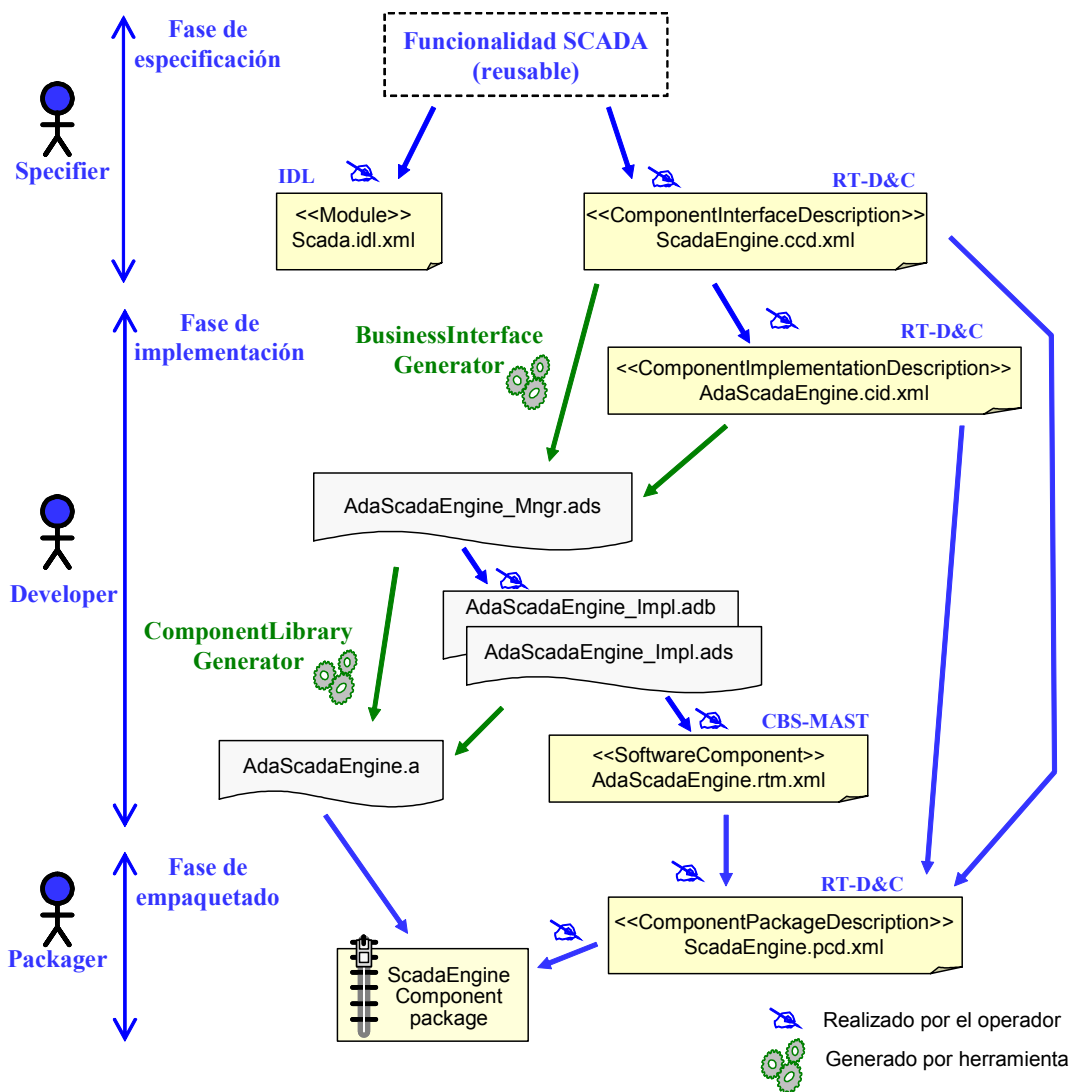 Fase de
especificación
Funcionalidad SCADA
(reusable)
Specifier
IDL
RT-D&C
<<Module>>
Scada.idl.xml
<<ComponentInterfaceDescription>>
ScadaEngine.ccd.xml
Fase de
implementación
BusinessInterface
Generator
RT-D&C
<<ComponentImplementationDescription>>
AdaScadaEngine.cid.xml
AdaScadaEngine_Mngr.ads
Developer
AdaScadaEngine_Impl.adb
ComponentLibrary
Generator
AdaScadaEngine_Impl.ads
CBS-MAST
AdaScadaEngine.a
<<SoftwareComponent>>
AdaScadaEngine.rtm.xml
Fase de
empaquetado
RT-D&C
<<ComponentPackageDescription>>
ScadaEngine.pcd.xml
Packager
ScadaEngine
Component
package
Realizado por el operador
Generado por herramienta